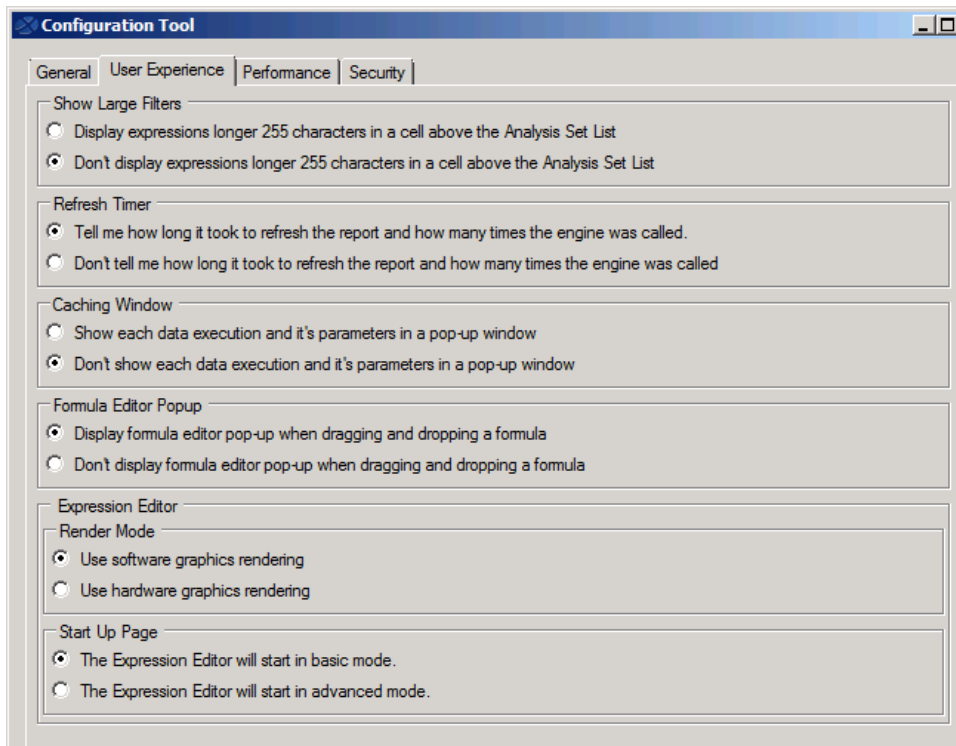 Configuration Tool
General User Experience Performance Security
Show Large Filters
Display expressions longer 255 characters in a cell above the Analysis Set List
Don't display expressions longer 255 characters in a cell above the Analysis Set List
Refresh Timer
Tell me how long it took to refresh the report and how many times the engine was called.
Don't tell me how long it took to refresh the report and how many times the engine was called
Caching Window
Show each data execution and it's parameters in a pop-up window
Don't show each data execution and it's parameters in a pop-up window
Formula Editor Popup
Display formula editor pop-up when dragging and dropping a formula
Don't display formula editor pop-up when dragging and dropping a formula
Expression Editor
Render Mode
Use software graphics rendering
Use hardware graphics rendering
Start Up Page
The Expression Editor will start in basic mode.
The Expression Editor will start in advanced mode.